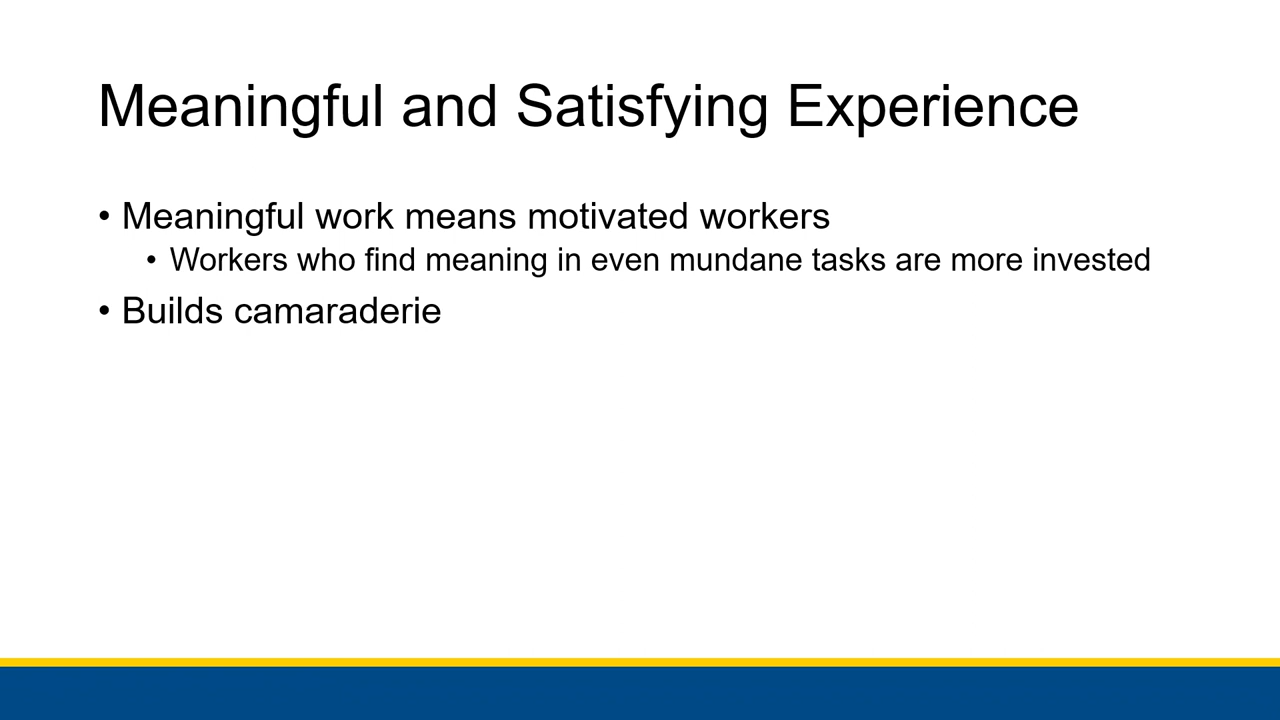 Meaningful and Satisfying Experience
• Meaningful work means motivated workers
• Workers who find meaning in even mundane tasks are more invested
• Builds camaraderie